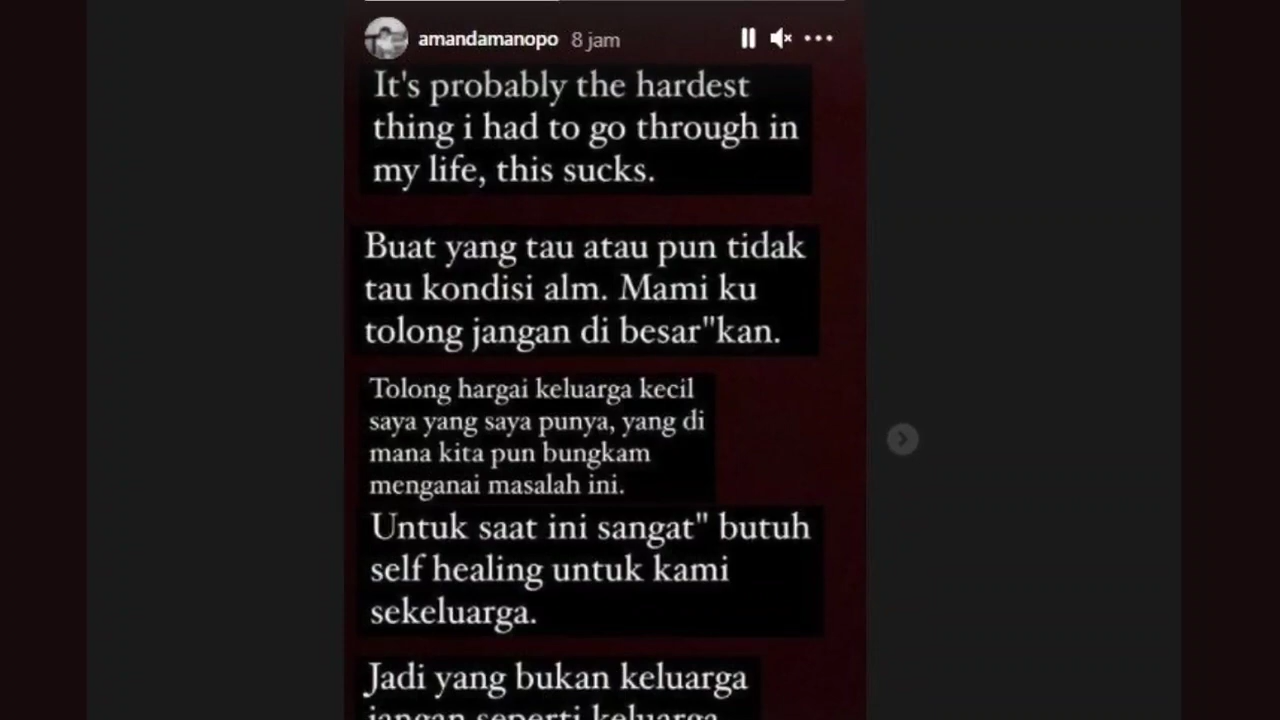 amandamanopo 8 jam
It's probably the hardest
thing i had to go through in
my life, this sucks.
Buat yang tau atau pun tidak
tau kondisi alm. Mami ku
tolong jangan di besar"kan.
Tolong hargai keluarga kecil
saya yang saya punya, yang di
mana kita pun bungkam
menganai masalah ini.
Untuk saat ini sangat" butuh
self healing untuk kami
sekeluarga.
Jadi yang bukan keluarga
jangan seperti keluarga